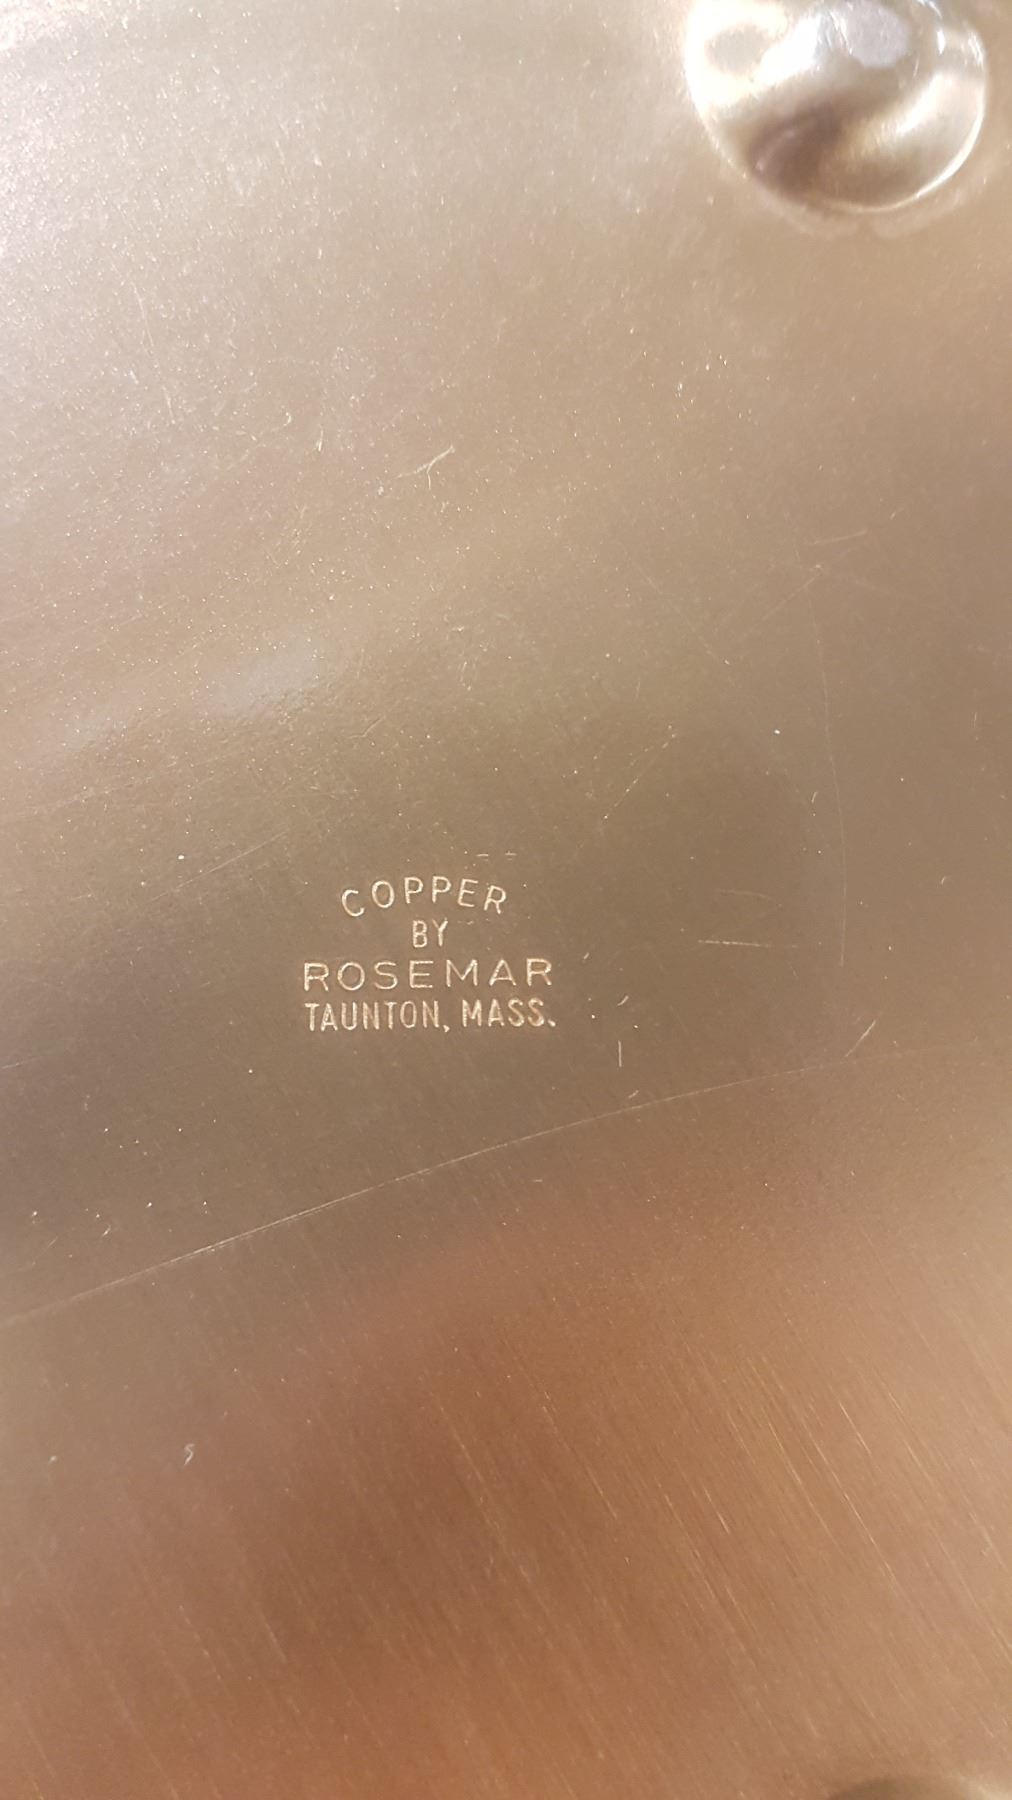 COPPER
BY
ROSEMAR
TAUNTON, MASS.